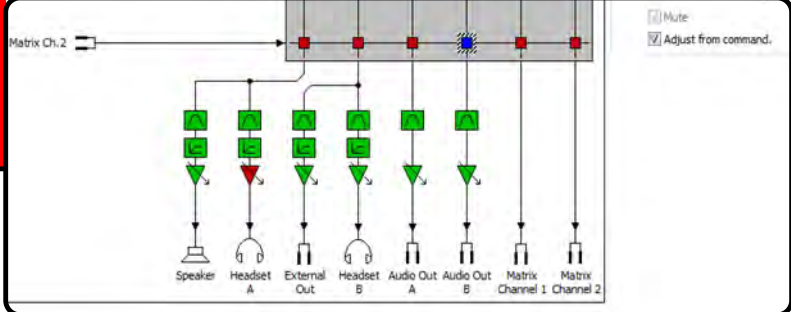 Mute
Matrix Ch.2
Adjust from command.
Speaker Headset External Headset Audio Out Audio Out Matrix Matrix
A Out B A B Channel 1 Channel 2